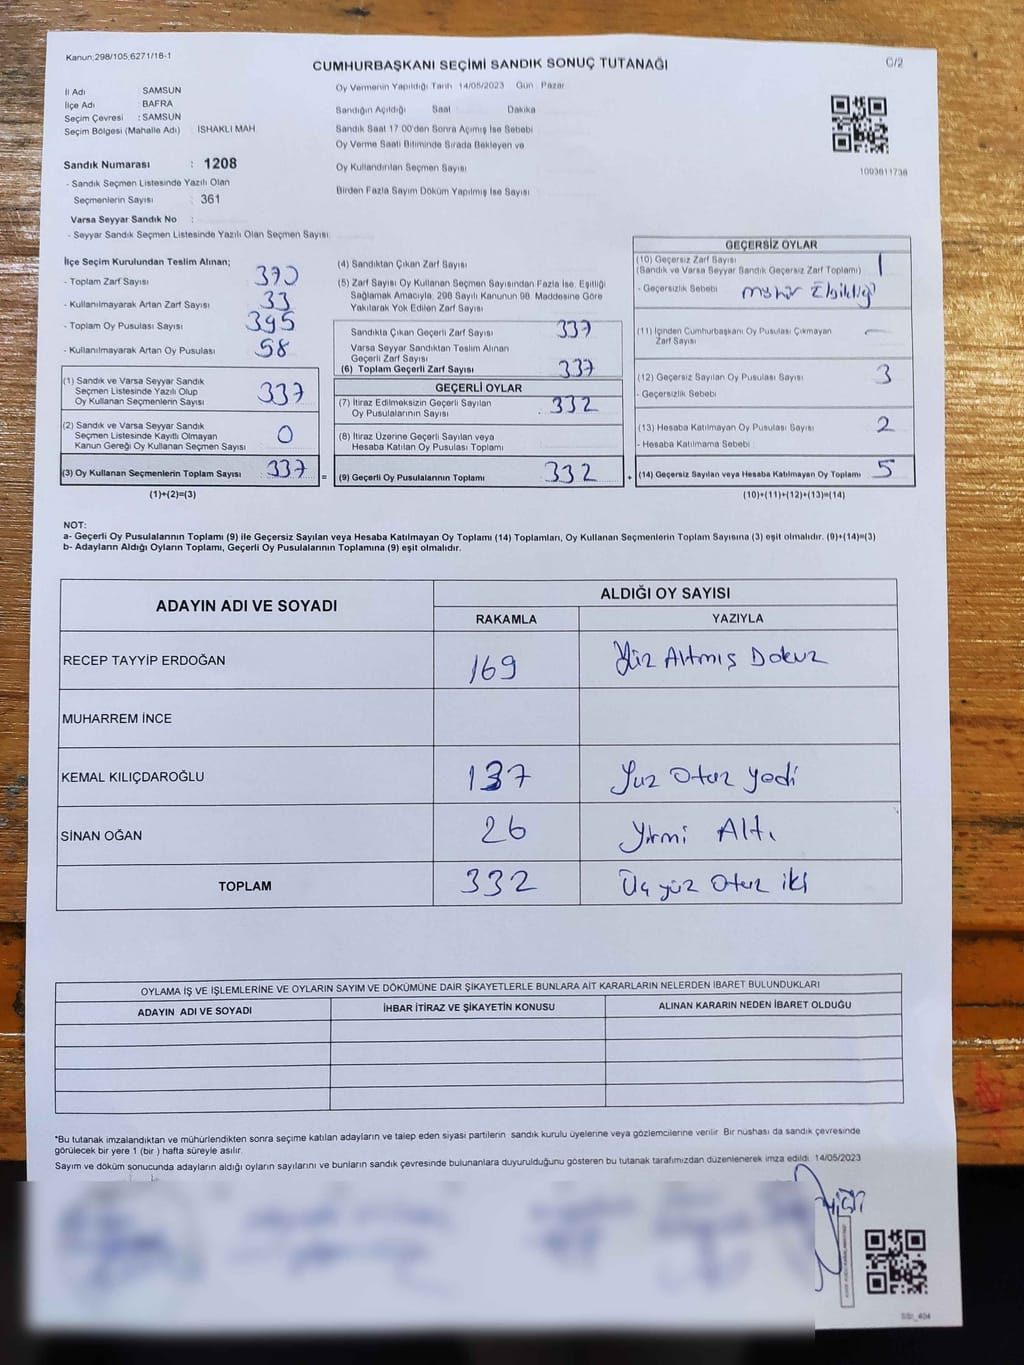 Kanun;298/105;6271/16-1
CUMHURBAŞKANI SEÇİMİ SANDIK SONUÇ TUTANAĞI
C/2
İl Adı SAMSUN
İlçe Adı : BAFRA
Seçim Çevresi : SAMSUN
Seçim Bölgesi (Mahalle Adı) İSHAKLI MAH
Sandık Numarası : 1208
- Sandık Seçmen Listesinde Yazılı Olan
Seçmenlerin Sayısı : 361
Varsa Seyyar Sandık No :
- Seyyar Sandık Seçmen Listesinde Yazılı Olan Seçmen Sayısı:
Oy Vermenin Yapıldığı Tarih 14/05/2023 Gün Pazar
Sandığın Açıldığı Saat Dakika
Sandık Saat 17:00'den Sonra Açımış İse Sebebi
Oy Verme Saati Bitiminde Sırada Bekleyen ve
Oy Kullandırılan Seçmen Sayısı
Birden Fazla Sayım Döküm Yapılmış İse Sayısı
1003811738
İlçe Seçim Kurulundan Teslim Alınan;
- Toplam Zarf Sayısı 370
- Kullanılmayarak Artan Zarf Sayısı 33
- Toplam Oy Pusulası Sayısı 395
- Kullanılmayarak Artan Oy Pusulası 58
(1) Sandık ve Varsa Seyyar Sandık
Seçmen Listesinde Yazılı Olup
Oy Kullanan Seçmenlerin Sayısı 337
(2) Sandık ve Varsa Seyyar Sandık
Seçmen Listesinde Kayıtlı Olmayan
Kanun Gereği Oy Kullanan Seçmen Sayısı 0
(3) Oy Kullanan Seçmenlerin Toplam Sayısı 337 =
(1)+(2)=(3)
(4) Sandıktan Çıkan Zarf Sayısı
(5) Zarf Sayısı Oy Kullanan Seçmen Sayısından Fazla İse, Eşitliği
Sağlamak Amacıyla, 298 Sayılı Kanunun 98. Maddesine Göre
Yakılarak Yok Edilen Zarf Sayısı
Sandıkta Çıkan Geçerli Zarf Sayısı 337
Varsa Seyyar Sandıktan Teslim Alınan
Geçerli Zarf Sayısı
(6) Toplam Geçerli Zarf Sayısı 337
GEÇERLİ OYLAR
(7) İtiraz Edilmeksizin Geçerli Sayılan
Oy Pusulalarının Sayısı 332
(8) İtiraz Üzerine Geçerli Sayılan veya
Hesaba Katılan Oy Pusulası Toplamı
(9) Geçerli Oy Pusulalarının Toplamı 332 +
GEÇERSİZ OYLAR
(10) Geçersiz Zarf Sayısı
(Sandık ve Varsa Seyyar Sandık Geçersiz Zarf Toplamı) 1
- Geçersizlik Sebebi mühür Eksikliği
(11) İçinden Cumhurbaşkanı Oy Pusulası Çıkmayan
Zarf Sayısı —
(12) Geçersiz Sayılan Oy Pusulası Sayısı 3
- Geçersizlik Sebebi
(13) Hesaba Katılmayan Oy Pusulası Sayısı 2
- Hesaba Katılmama Sebebi
(14) Geçersiz Sayılan veya Hesaba Katılmayan Oy Toplamı 5
(10)+(11)+(12)+(13)=(14)
NOT:
a- Geçerli Oy Pusulalarının Toplamı (9) ile Geçersiz Sayılan veya Hesaba Katılmayan Oy Toplamı (14) Toplamları, Oy Kullanan Seçmenlerin Toplam Sayısına (3) eşit olmalıdır. (9)+(14)=(3)
b- Adayların Aldığı Oyların Toplamı, Geçerli Oy Pusulalarının Toplamına (9) eşit olmalıdır.
ADAYIN ADI VE SOYADI ALDIĞI OY SAYISI
RAKAMLA YAZIYLA
RECEP TAYYİP ERDOĞAN 169 Yüz Altmış Dokuz
MUHARREM İNCE
KEMAL KILIÇDAROĞLU 137 Yüz Otuz yedi
SİNAN OĞAN 26 Yirmi Altı
TOPLAM 332 Üç yüz Otuz iki
OYLAMA İŞ VE İŞLEMLERİNE VE OYLARIN SAYIM VE DÖKÜMÜNE DAİR ŞİKAYETLERLE BUNLARA AİT KARARLARIN NELERDEN İBARET BULUNDUKLARI
ADAYIN ADI VE SOYADI İHBAR İTİRAZ VE ŞİKAYETİN KONUSU ALINAN KARARIN NEDEN İBARET OLDUĞU
*Bu tutanak imzalandıktan ve mühürlendikten sonra seçime katılan adayların ve talep eden siyasi partilerin sandık kurulu üyelerine veya gözlemcilerine verilir. Bir nüshası da sandık çevresinde
görülecek bir yere 1 (bir ) hafta süreyle asılır.
Sayım ve döküm sonucunda adayların aldığı oyların sayılarını ve bunların sandık çevresinde bulunanlara duyurulduğunu gösteren bu tutanak tarafımızdan düzenlenerek imza edildi. 14/05/2023